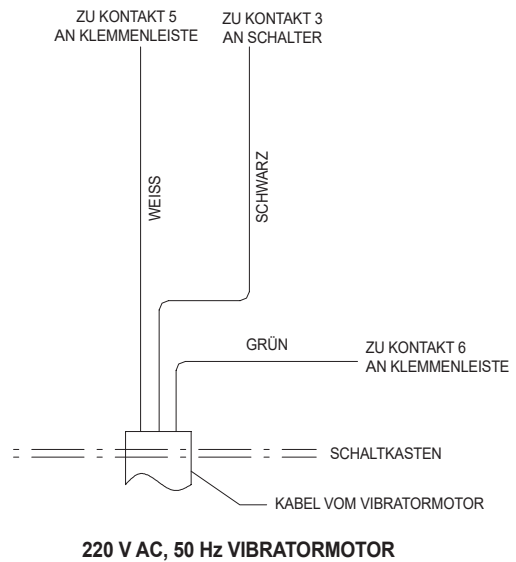 ZU KONTAKT 5
AN KLEMMENLEISTE
ZU KONTAKT 3
AN SCHALTER
WEISS
SCHWARZ
GRÜN
ZU KONTAKT 6
AN KLEMMENLEISTE
SCHALTKASTEN
KABEL VOM VIBRATORMOTOR
220 V AC, 50 Hz VIBRATORMOTOR